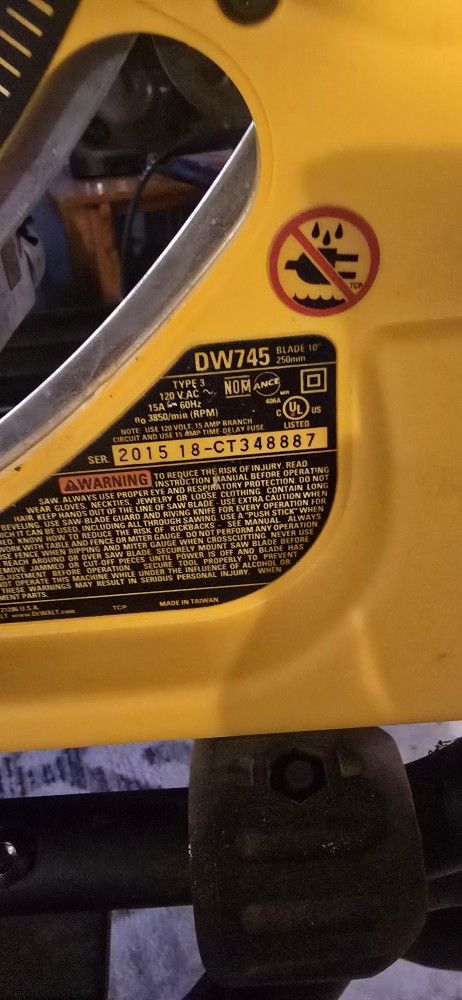 TCP
DW745 BLADE 10"
250mm
TYPE 3
120 V AC ~
15A 60Hz
n₀ 3850/min (RPM)
NOM ANCE MR
406A
C UL US
LISTED
NOTE USE 120 VOLT, 15 AMP BRANCH
CIRCUIT AND USE 15 AMP TIME-DELAY FUSE
SER. 2015 18-CT348887
⚠WARNING TO REDUCE THE RISK OF INJURY, READ
INSTRUCTION MANUAL BEFORE OPERATING
SAW. ALWAYS USE PROPER EYE AND RESPIRATORY PROTECTION. DO NOT
WEAR GLOVES, NECKTIES, JEWELRY OR LOOSE CLOTHING. CONTAIN LONG
HAIR KEEP HANDS OUT OF THE LINE OF SAW BLADE. USE EXTRA CAUTION WHEN
BEVELING. USE SAW-BLADE GUARD AND RIVING KNIFE FOR EVERY OPERATION FOR
WHICH IT CAN BE USED, INCLUDING ALL THROUGH SAWING. USE A "PUSH STICK" WHEN
KNOW HOW TO REDUCE THE RISK OF KICKBACKS. SEE MANUAL. ALWAYS
WORK WITH TABLE AND FENCE OR MITER GAUGE. DO NOT PERFORM ANY OPERATION
USE FENCE WHEN RIPPING AND MITER GAUGE WHEN CROSSCUTTING. NEVER USE
REACH AROUND OR OVER SAW BLADE. SECURELY MOUNT SAW BLADE BEFORE
REMOVE JAMMED OR CUT-OFF PIECES UNTIL POWER IS OFF AND BLADE HAS
ADJUSTMENT BEFORE OPERATION. SECURE TOOL PROPERLY TO PREVENT
NOT OPERATE THIS MACHINE WHILE UNDER THE INFLUENCE OF ALCOHOL OR
THESE WARNINGS MAY RESULT IN SERIOUS PERSONAL INJURY. WHEN
MENT PARTS.
21286 U.S.A.
www.DeWALT.com TCP MADE IN TAIWAN